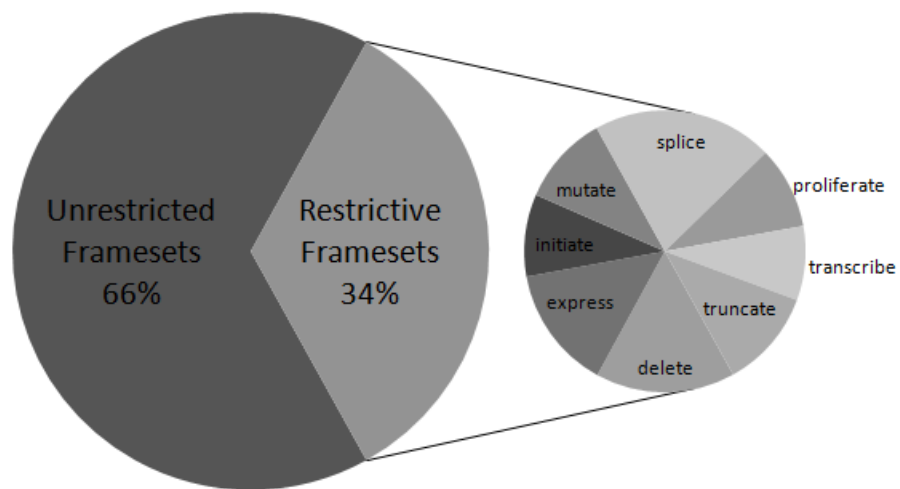 Unrestricted
Framesets
66%
Restrictive
Framesets
34%
splice
proliferate
transcribe
truncate
delete
express
initiate
mutate